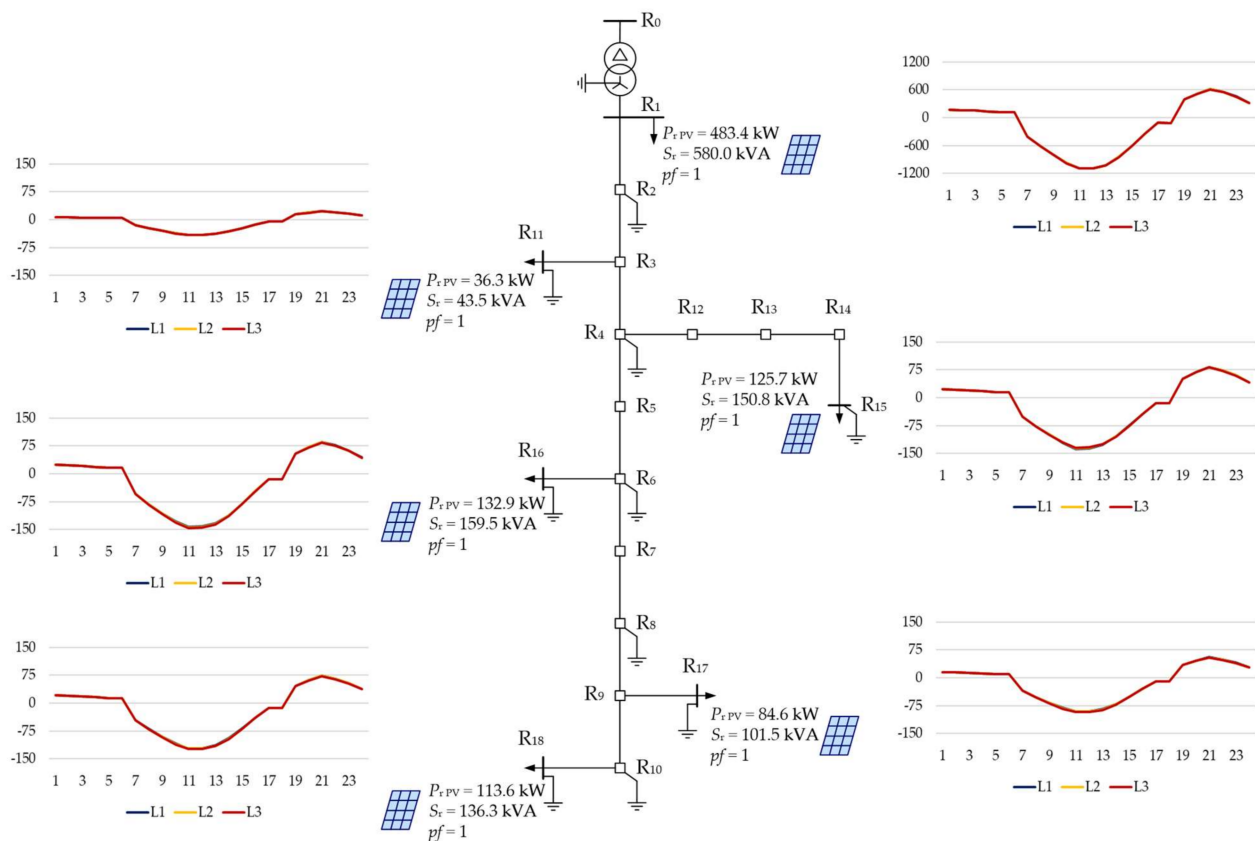 R0
R1
Pr PV = 483.4 kW
Sr = 580.0 kVA
pf = 1
1200
600
0
-600
-1200
1 3 5 7 9 11 13 15 17 19 21 23
L1 L2 L3
150
75
0
-75
-150
1 3 5 7 9 11 13 15 17 19 21 23
L1 L2 L3
R2
R11
R3
Pr PV = 36.3 kW
Sr = 43.5 kVA
pf = 1
R4
R12
R13
R14
Pr PV = 125.7 kW
Sr = 150.8 kVA
pf = 1
R15
150
75
0
-75
-150
1 3 5 7 9 11 13 15 17 19 21 23
L1 L2 L3
R5
150
75
0
-75
-150
1 3 5 7 9 11 13 15 17 19 21 23
L1 L2 L3
R16
R6
Pr PV = 132.9 kW
Sr = 159.5 kVA
pf = 1
R7
R8
R9
R17
Pr PV = 84.6 kW
Sr = 101.5 kVA
pf = 1
150
75
0
-75
-150
1 3 5 7 9 11 13 15 17 19 21 23
L1 L2 L3
150
75
0
-75
-150
1 3 5 7 9 11 13 15 17 19 21 23
L1 L2 L3
R18
R10
Pr PV = 113.6 kW
Sr = 136.3 kVA
pf = 1